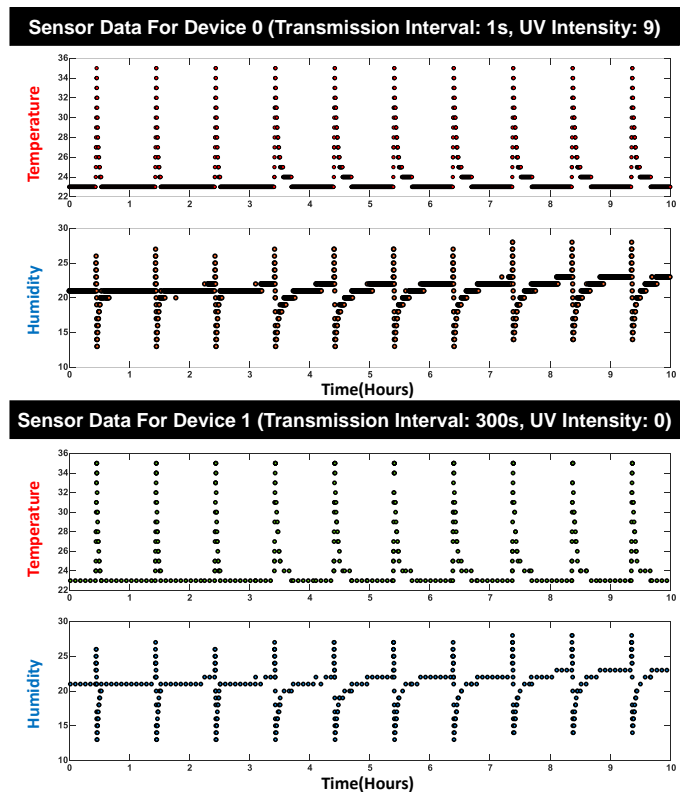 Sensor Data For Device 0 (Transmission Interval: 1s, UV Intensity: 9)
Temperature
36
34
32
30
28
26
24
22
0 1 2 3 4 5 6 7 8 9 10
Humidity
30
25
20
15
10
0 1 2 3 4 5 6 7 8 9 10
Time(Hours)
Sensor Data For Device 1 (Transmission Interval: 300s, UV Intensity: 0)
Temperature
36
34
32
30
28
26
24
22
0 1 2 3 4 5 6 7 8 9 10
Humidity
30
25
20
15
10
0 1 2 3 4 5 6 7 8 9 10
Time(Hours)